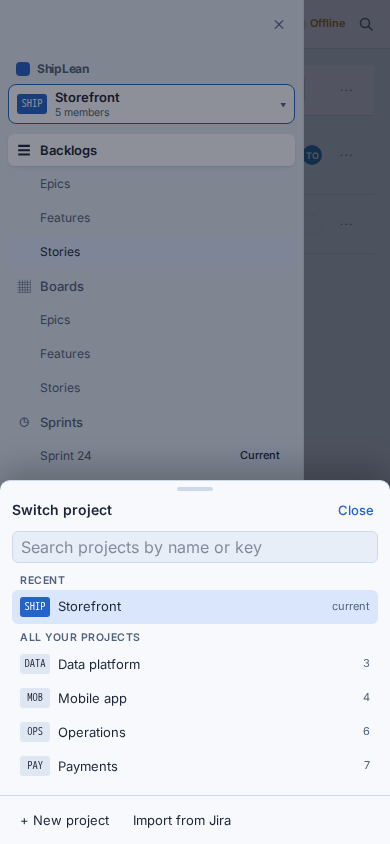 ×
Offline
ShipLean
SHIP Storefront
5 members
...
Backlogs
TO ...
Epics
Features
...
Stories
Boards
Epics
Features
Stories
Sprints
Sprint 24 Current
Switch project Close
Search projects by name or key
RECENT
SHIP Storefront current
ALL YOUR PROJECTS
DATA Data platform 3
MOB Mobile app 4
OPS Operations 6
PAY Payments 7
+ New project Import from Jira